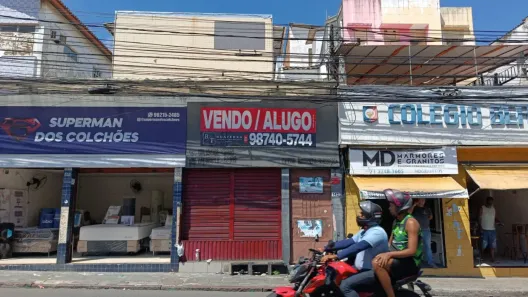 SUPERMAN
DOS COLCHÕES
VENDO / ALUGO
98740-5744
COLEGIO
MD MARMORES
E GRANITOS